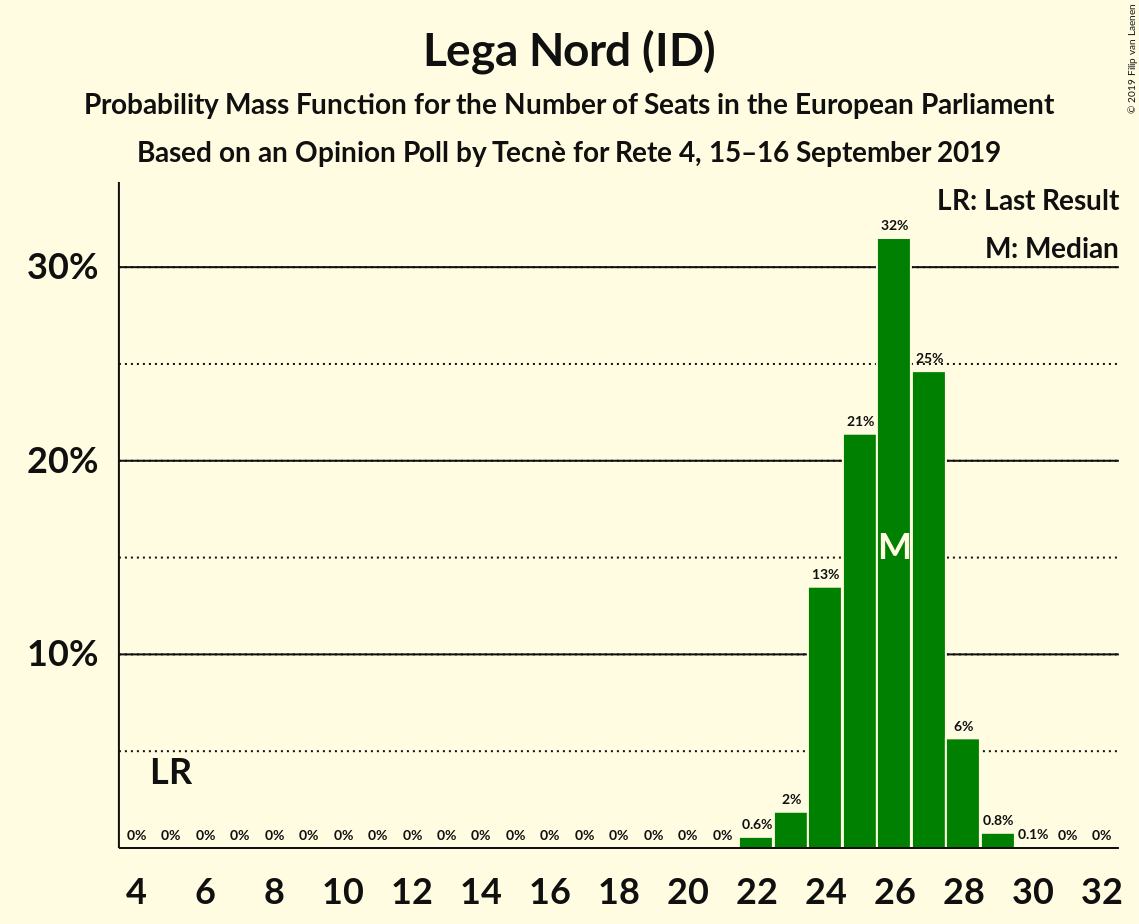 Lega Nord (ID)
Probability Mass Function for the Number of Seats in the European Parliament
Based on an Opinion Poll by Tecnè for Rete 4, 15–16 September 2019
© 2019 Filip van Laenen
LR: Last Result
M: Median
30%
20%
10%
32%
25%
21%
M
13%
6%
LR
2%
0% 0% 0% 0% 0% 0% 0% 0% 0% 0% 0% 0% 0% 0% 0% 0% 0% 0% 0.6% 0.8% 0.1% 0% 0%
4 6 8 10 12 14 16 18 20 22 24 26 28 30 32